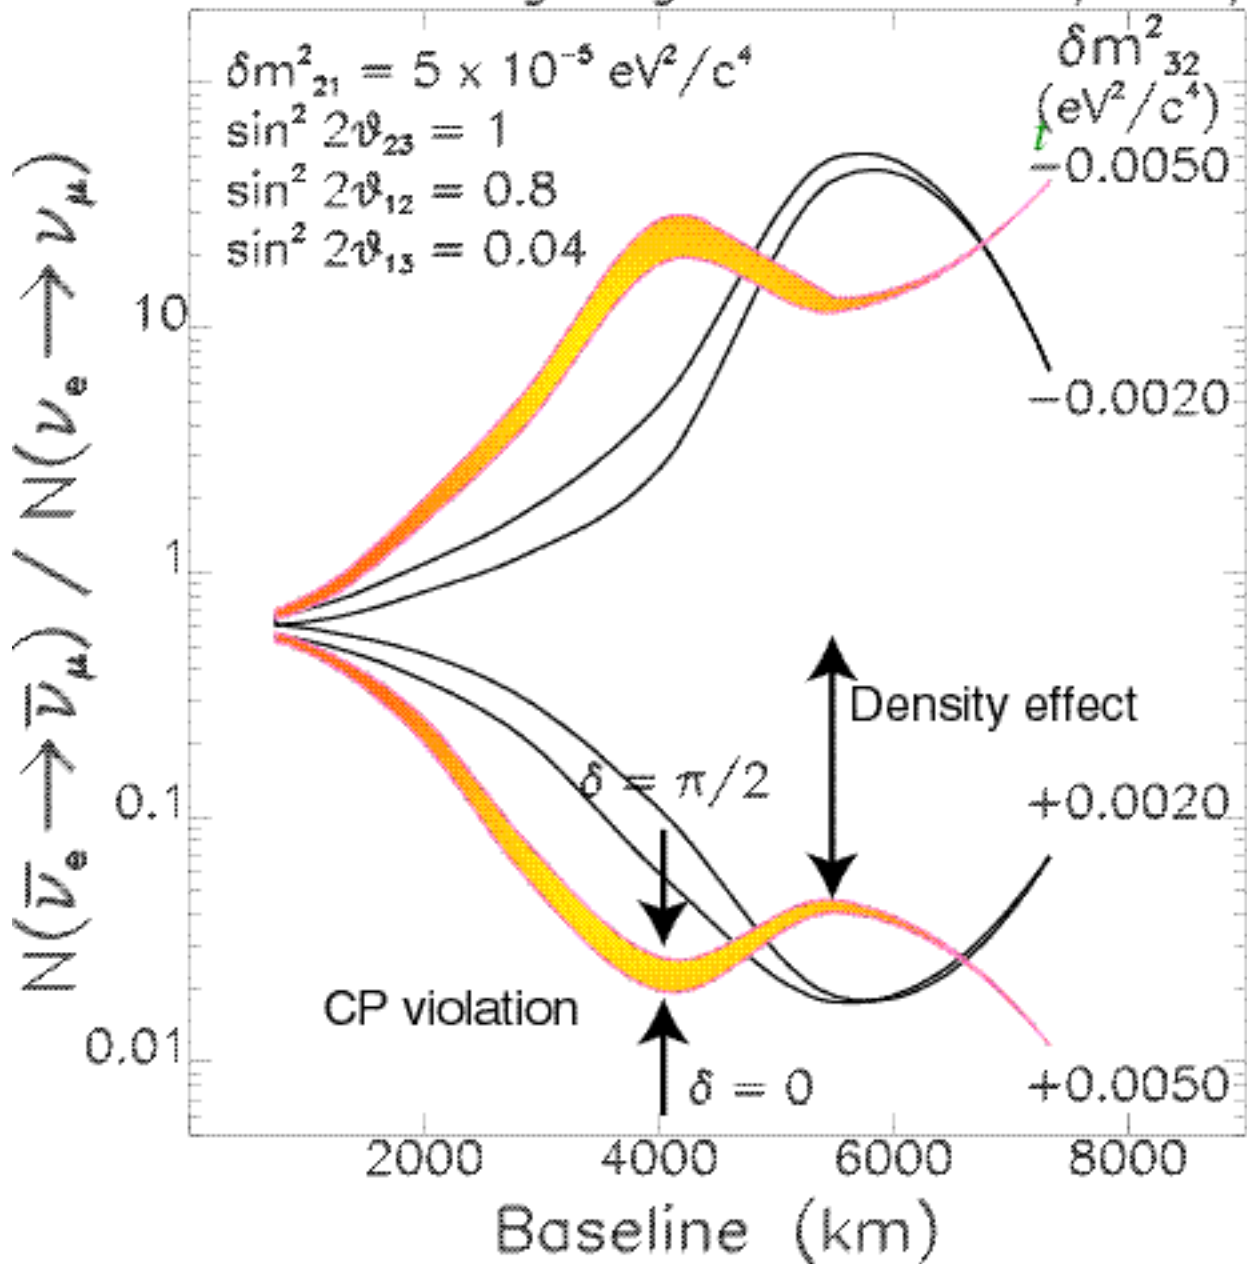 δm²₂₁ = 5 x 10⁻⁵ eV²/c⁴
sin² 2ϑ₂₃ = 1
sin² 2ϑ₁₂ = 0.8
sin² 2ϑ₁₃ = 0.04
δm²₃₂
(eV²/c⁴)
−0.0050
−0.0020
+0.0020
+0.0050
Density effect
δ = π/2
CP violation
δ = 0
10
1
0.1
0.01
2000 4000 6000 8000
Baseline (km)
N(ν̅ₑ → ν̅_μ) / N(νₑ → ν_μ)